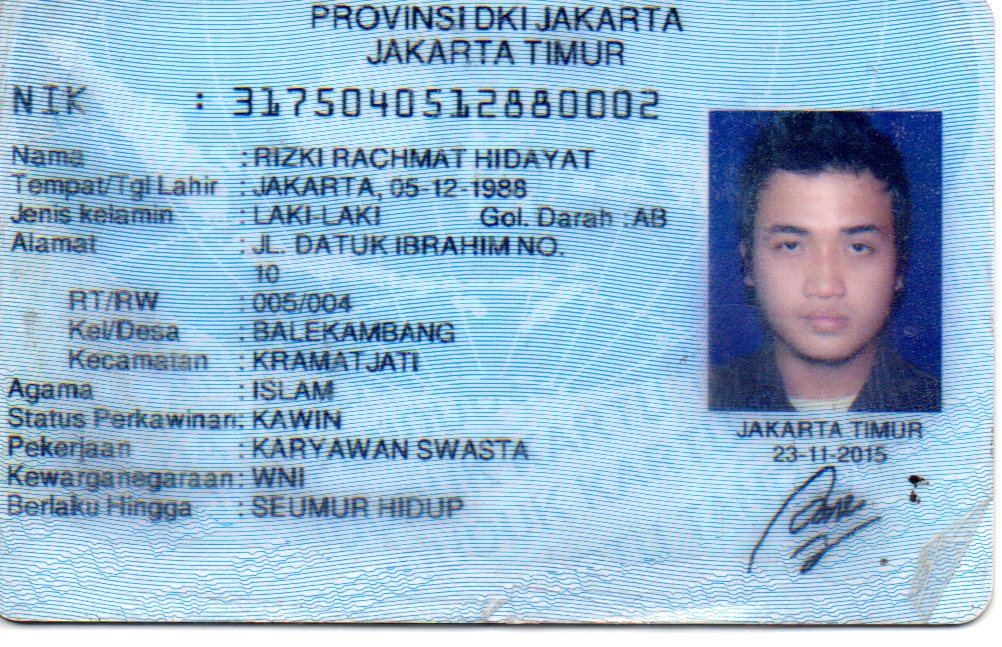 PROVINSI DKI JAKARTA
JAKARTA TIMUR
NIK : 3175040512880002
Nama : RIZKI RACHMAT HIDAYAT
Tempat/Tgl Lahir : JAKARTA, 05-12-1988
Jenis kelamin : LAKI-LAKI Gol. Darah : AB
Alamat : JL. DATUK IBRAHIM NO.
10
RT/RW : 005/004
Kel/Desa : BALEKAMBANG
Kecamatan : KRAMATJATI
Agama : ISLAM
Status Perkawinan: KAWIN
Pekerjaan : KARYAWAN SWASTA
Kewarganegaraan: WNI
Berlaku Hingga : SEUMUR HIDUP
JAKARTA TIMUR
23-11-2015